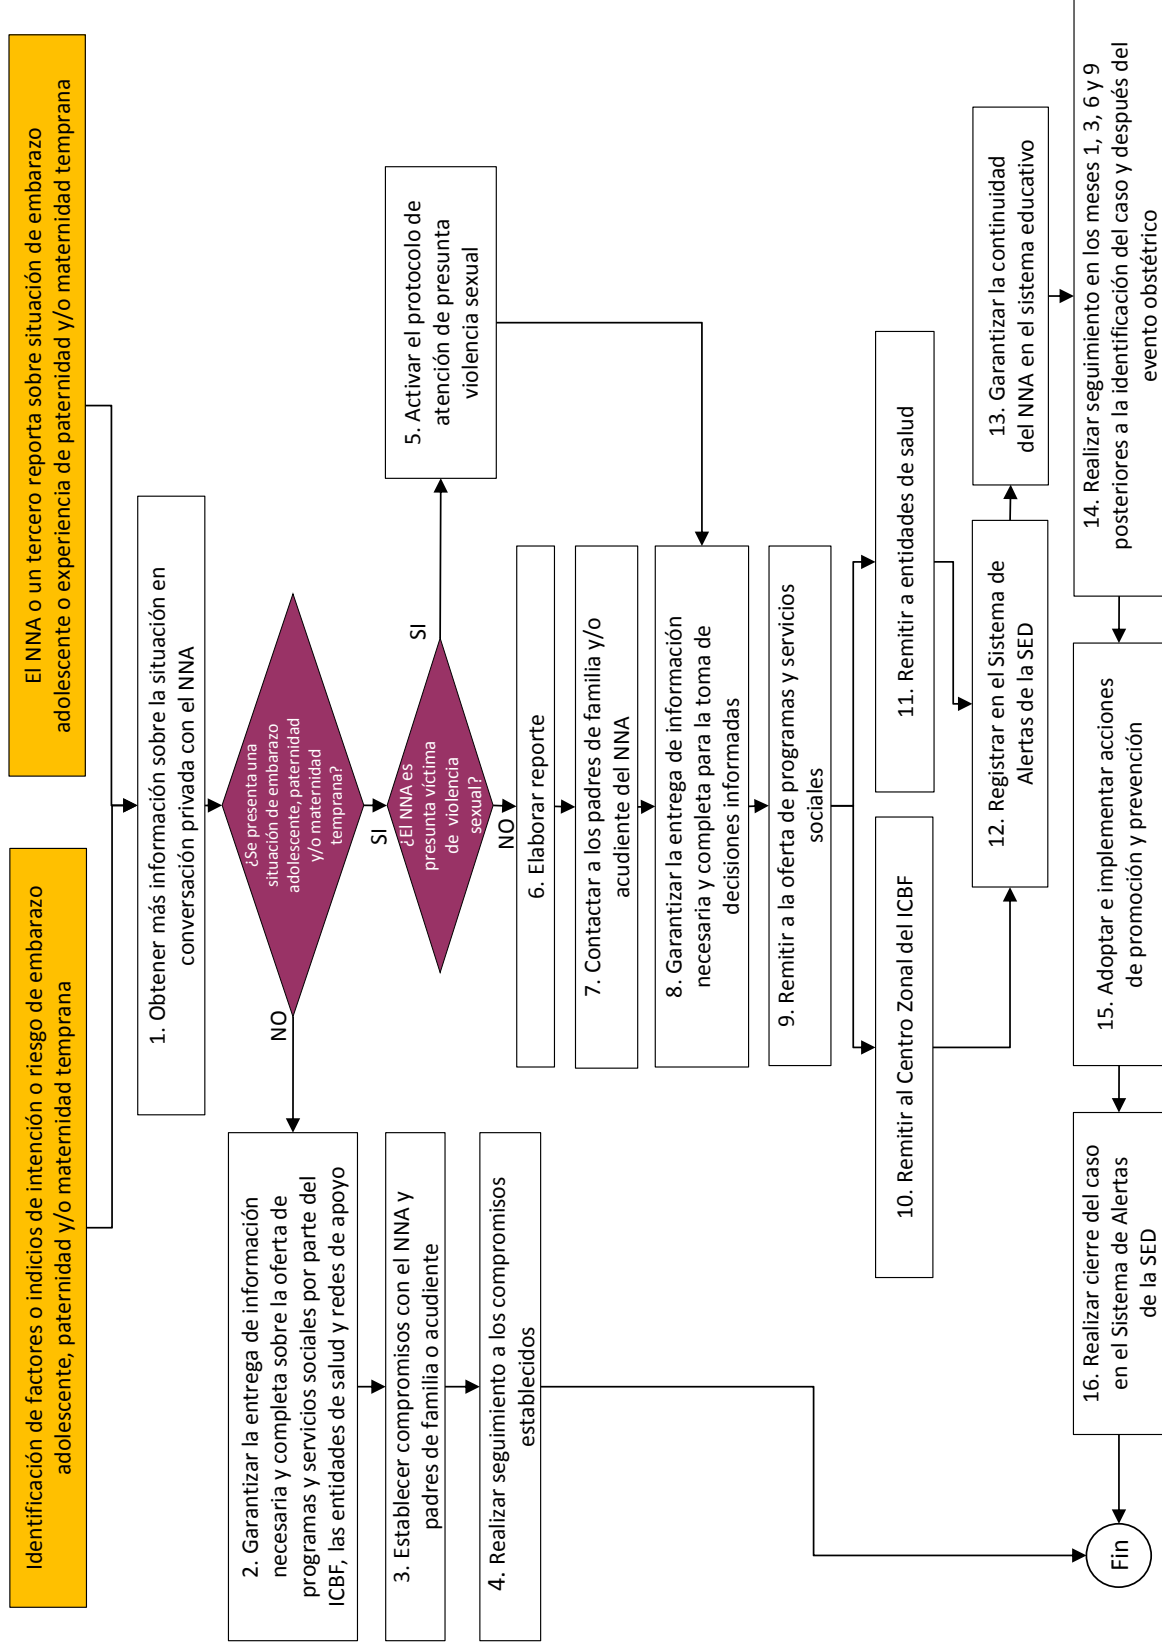 Identificación de factores o indicios de intención o riesgo de embarazo
adolescente, paternidad y/o maternidad temprana
El NNA o un tercero reporta sobre situación de embarazo
adolescente o experiencia de paternidad y/o maternidad temprana
1. Obtener más información sobre la situación en
conversación privada con el NNA
¿Se presenta una
situación de embarazo
adolescente, paternidad
y/o maternidad
temprana?
NO
SI
2. Garantizar la entrega de información
necesaria y completa sobre la oferta de
programas y servicios sociales por parte del
ICBF, las entidades de salud y redes de apoyo
3. Establecer compromisos con el NNA y
padres de familia o acudiente
4. Realizar seguimiento a los compromisos
establecidos
¿El NNA es
presunta víctima
de violencia
sexual?
SI
NO
5. Activar el protocolo de
atención de presunta
violencia sexual
6. Elaborar reporte
7. Contactar a los padres de familia y/o
acudiente del NNA
8. Garantizar la entrega de información
necesaria y completa para la toma de
decisiones informadas
9. Remitir a la oferta de programas y servicios
sociales
10. Remitir al Centro Zonal del ICBF
11. Remitir a entidades de salud
12. Registrar en el Sistema de
Alertas de la SED
13. Garantizar la continuidad
del NNA en el sistema educativo
14. Realizar seguimiento en los meses 1, 3, 6 y 9
posteriores a la identificación del caso y después del
evento obstétrico
15. Adoptar e implementar acciones
de promoción y prevención
16. Realizar cierre del caso
en el Sistema de Alertas
de la SED
Fin